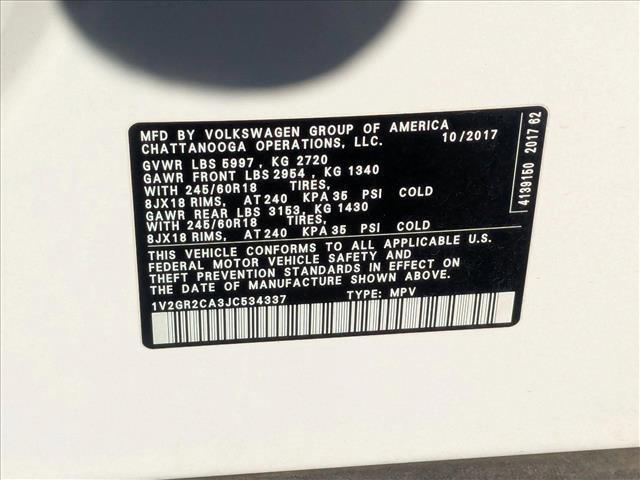 MFD BY VOLKSWAGEN GROUP OF AMERICA
CHATTANOOGA OPERATIONS, LLC. 10/2017
GVWR LBS 5997, KG 2720
GAWR FRONT LBS 2954, KG 1340
WITH 245/60R18 TIRES,
8JX18 RIMS, AT 240 KPA 35 PSI COLD
GAWR REAR LBS 3153, KG 1430
WITH 245/60R18 TIRES,
8JX18 RIMS, AT 240 KPA 35 PSI COLD
THIS VEHICLE CONFORMS TO ALL APPLICABLE U.S.
FEDERAL MOTOR VEHICLE SAFETY AND
THEFT PREVENTION STANDARDS IN EFFECT ON
THE DATE OF MANUFACTURE SHOWN ABOVE.
1V2GR2CA3JC534337 TYPE: MPV
4139150 2017 62